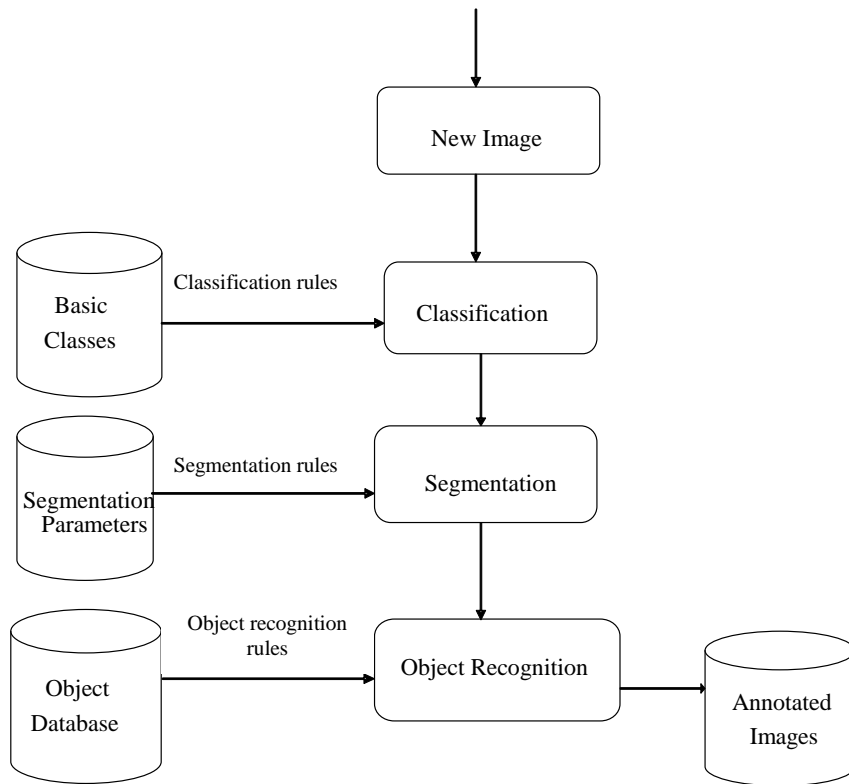 New Image
Classification rules
Basic
Classes
Classification
Segmentation rules
Segmentation
Parameters
Segmentation
Object recognition
rules
Object
Database
Object Recognition
Annotated
Images